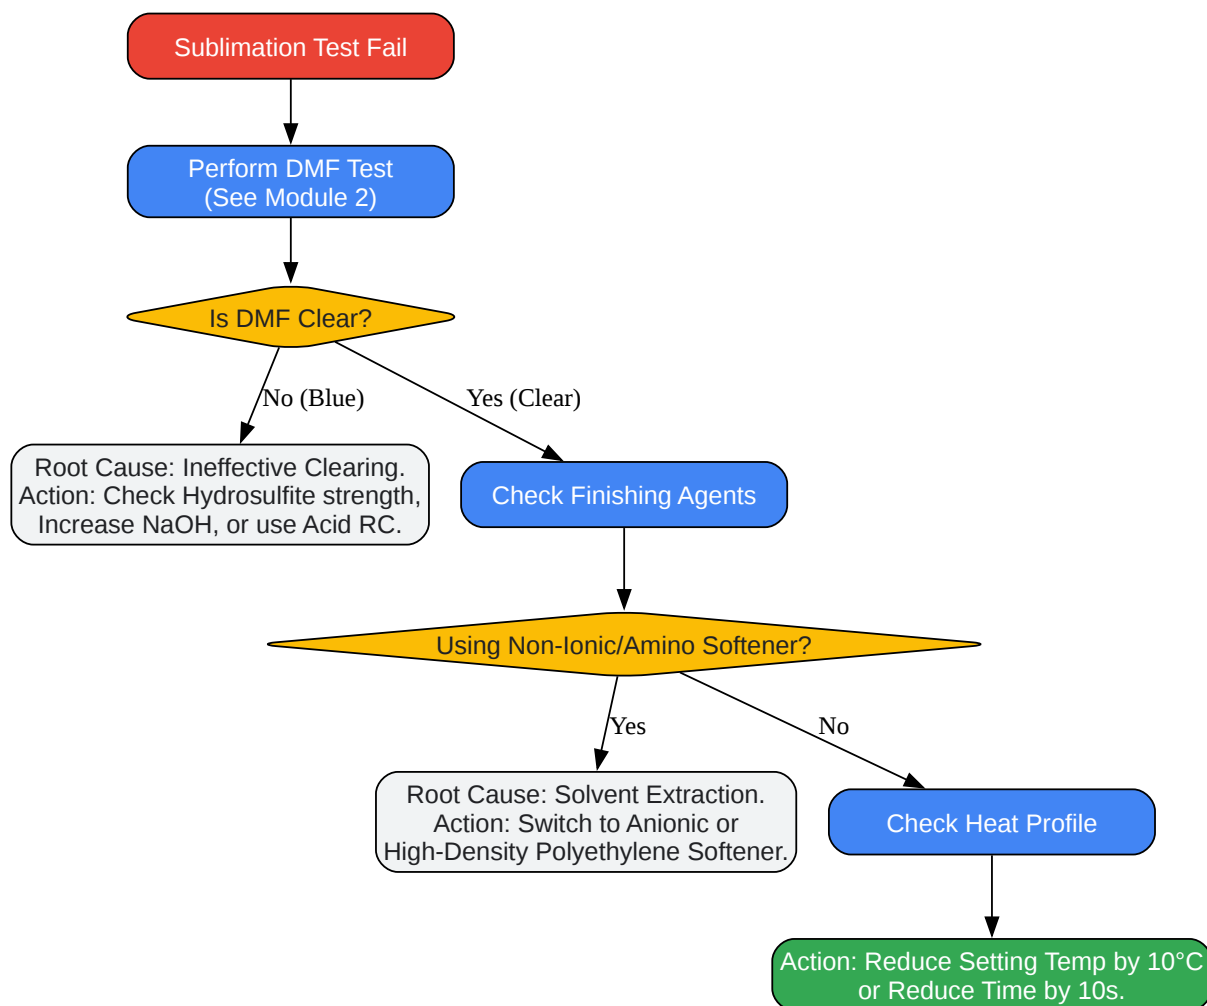 Sublimation Test Fail
Perform DMF Test
(See Module 2)
Is DMF Clear?
No (Blue)
Yes (Clear)
Root Cause: Ineffective Clearing.
Action: Check Hydrosulfite strength,
Increase NaOH, or use Acid RC.
Check Finishing Agents
Using Non-Ionic/Amino Softener?
Yes
No
Root Cause: Solvent Extraction.
Action: Switch to Anionic or
High-Density Polyethylene Softener.
Check Heat Profile
Action: Reduce Setting Temp by 10°C
or Reduce Time by 10s.